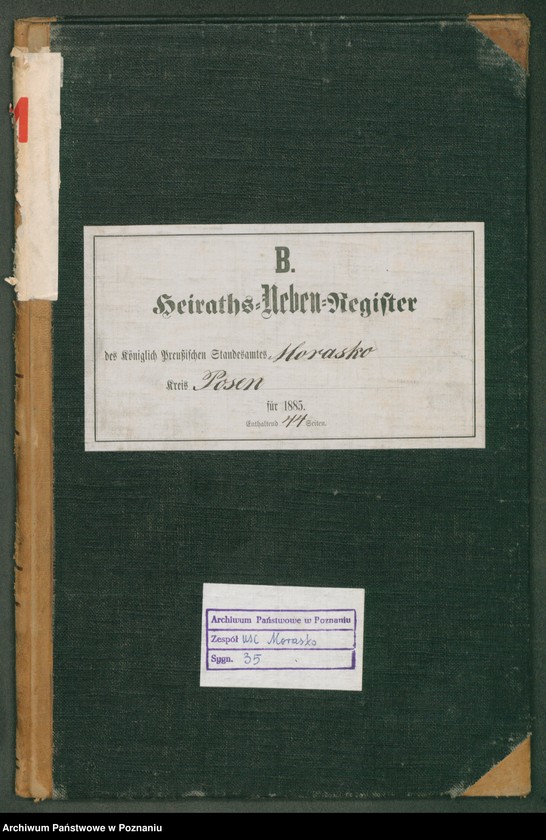 1
B.
Heiraths-Neben-Register
des Königlich Preußischen Standesamtes Morasko
Kreis Posen
für 1885.
Enthaltend 44 Seiten.
Archiwum Państwowe w Poznaniu
Zespół USC Morasko
Sygn. 35
Archiwum Państwowe w Poznaniu